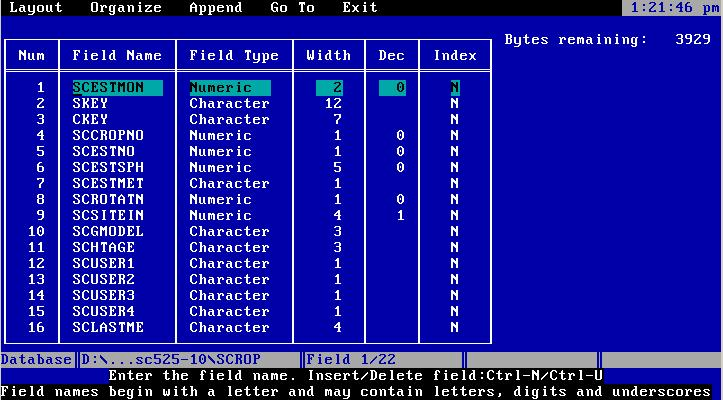 Layout Organize Append Go To Exit 1:21:46 pm
Bytes remaining: 3929
Num Field Name Field Type Width Dec Index
1 SCESTMON Numeric 2 0 N
2 SKEY Character 12 N
3 CKEY Character 7 N
4 SCCROPNO Numeric 1 0 N
5 SCESTNO Numeric 1 0 N
6 SCESTSPH Numeric 5 0 N
7 SCESTMET Character 1 N
8 SCROTATN Numeric 1 0 N
9 SCSITEIN Numeric 4 1 N
10 SCGMODEL Character 3 N
11 SCHTAGE Character 3 N
12 SCUSER1 Character 1 N
13 SCUSER2 Character 1 N
14 SCUSER3 Character 1 N
15 SCUSER4 Character 1 N
16 SCLASTME Character 4 N
Database D:\...sc525-10\SCROP Field 1/22
Enter the field name. Insert/Delete field:Ctrl-N/Ctrl-U
Field names begin with a letter and may contain letters, digits and underscores